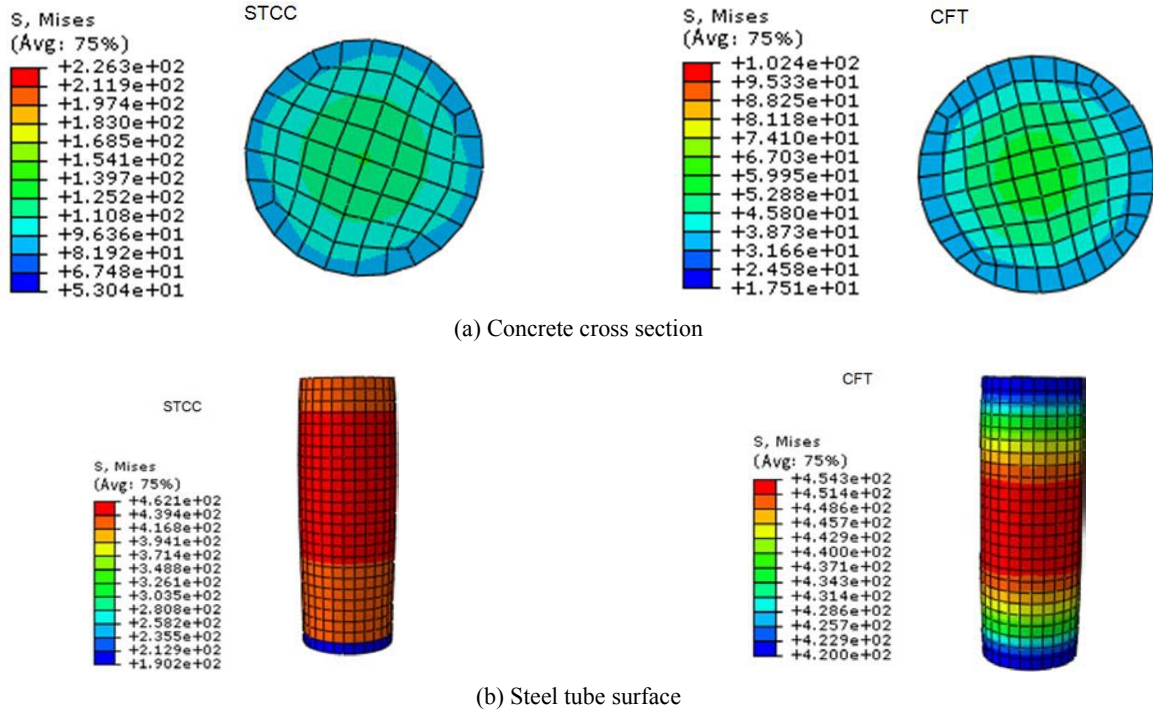 STCC
S, Mises
(Avg: 75%)
+2.263e+02
+2.119e+02
+1.974e+02
+1.830e+02
+1.685e+02
+1.541e+02
+1.397e+02
+1.252e+02
+1.108e+02
+9.636e+01
+8.192e+01
+6.748e+01
+5.304e+01
CFT
S, Mises
(Avg: 75%)
+1.024e+02
+9.533e+01
+8.825e+01
+8.118e+01
+7.410e+01
+6.703e+01
+5.995e+01
+5.288e+01
+4.580e+01
+3.873e+01
+3.166e+01
+2.458e+01
+1.751e+01
(a) Concrete cross section
STCC
S, Mises
(Avg: 75%)
+4.621e+02
+4.394e+02
+4.168e+02
+3.941e+02
+3.714e+02
+3.488e+02
+3.261e+02
+3.035e+02
+2.808e+02
+2.582e+02
+2.355e+02
+2.129e+02
+1.902e+02
CFT
S, Mises
(Avg: 75%)
+4.543e+02
+4.514e+02
+4.486e+02
+4.457e+02
+4.429e+02
+4.400e+02
+4.371e+02
+4.343e+02
+4.314e+02
+4.286e+02
+4.257e+02
+4.229e+02
+4.200e+02
(b) Steel tube surface